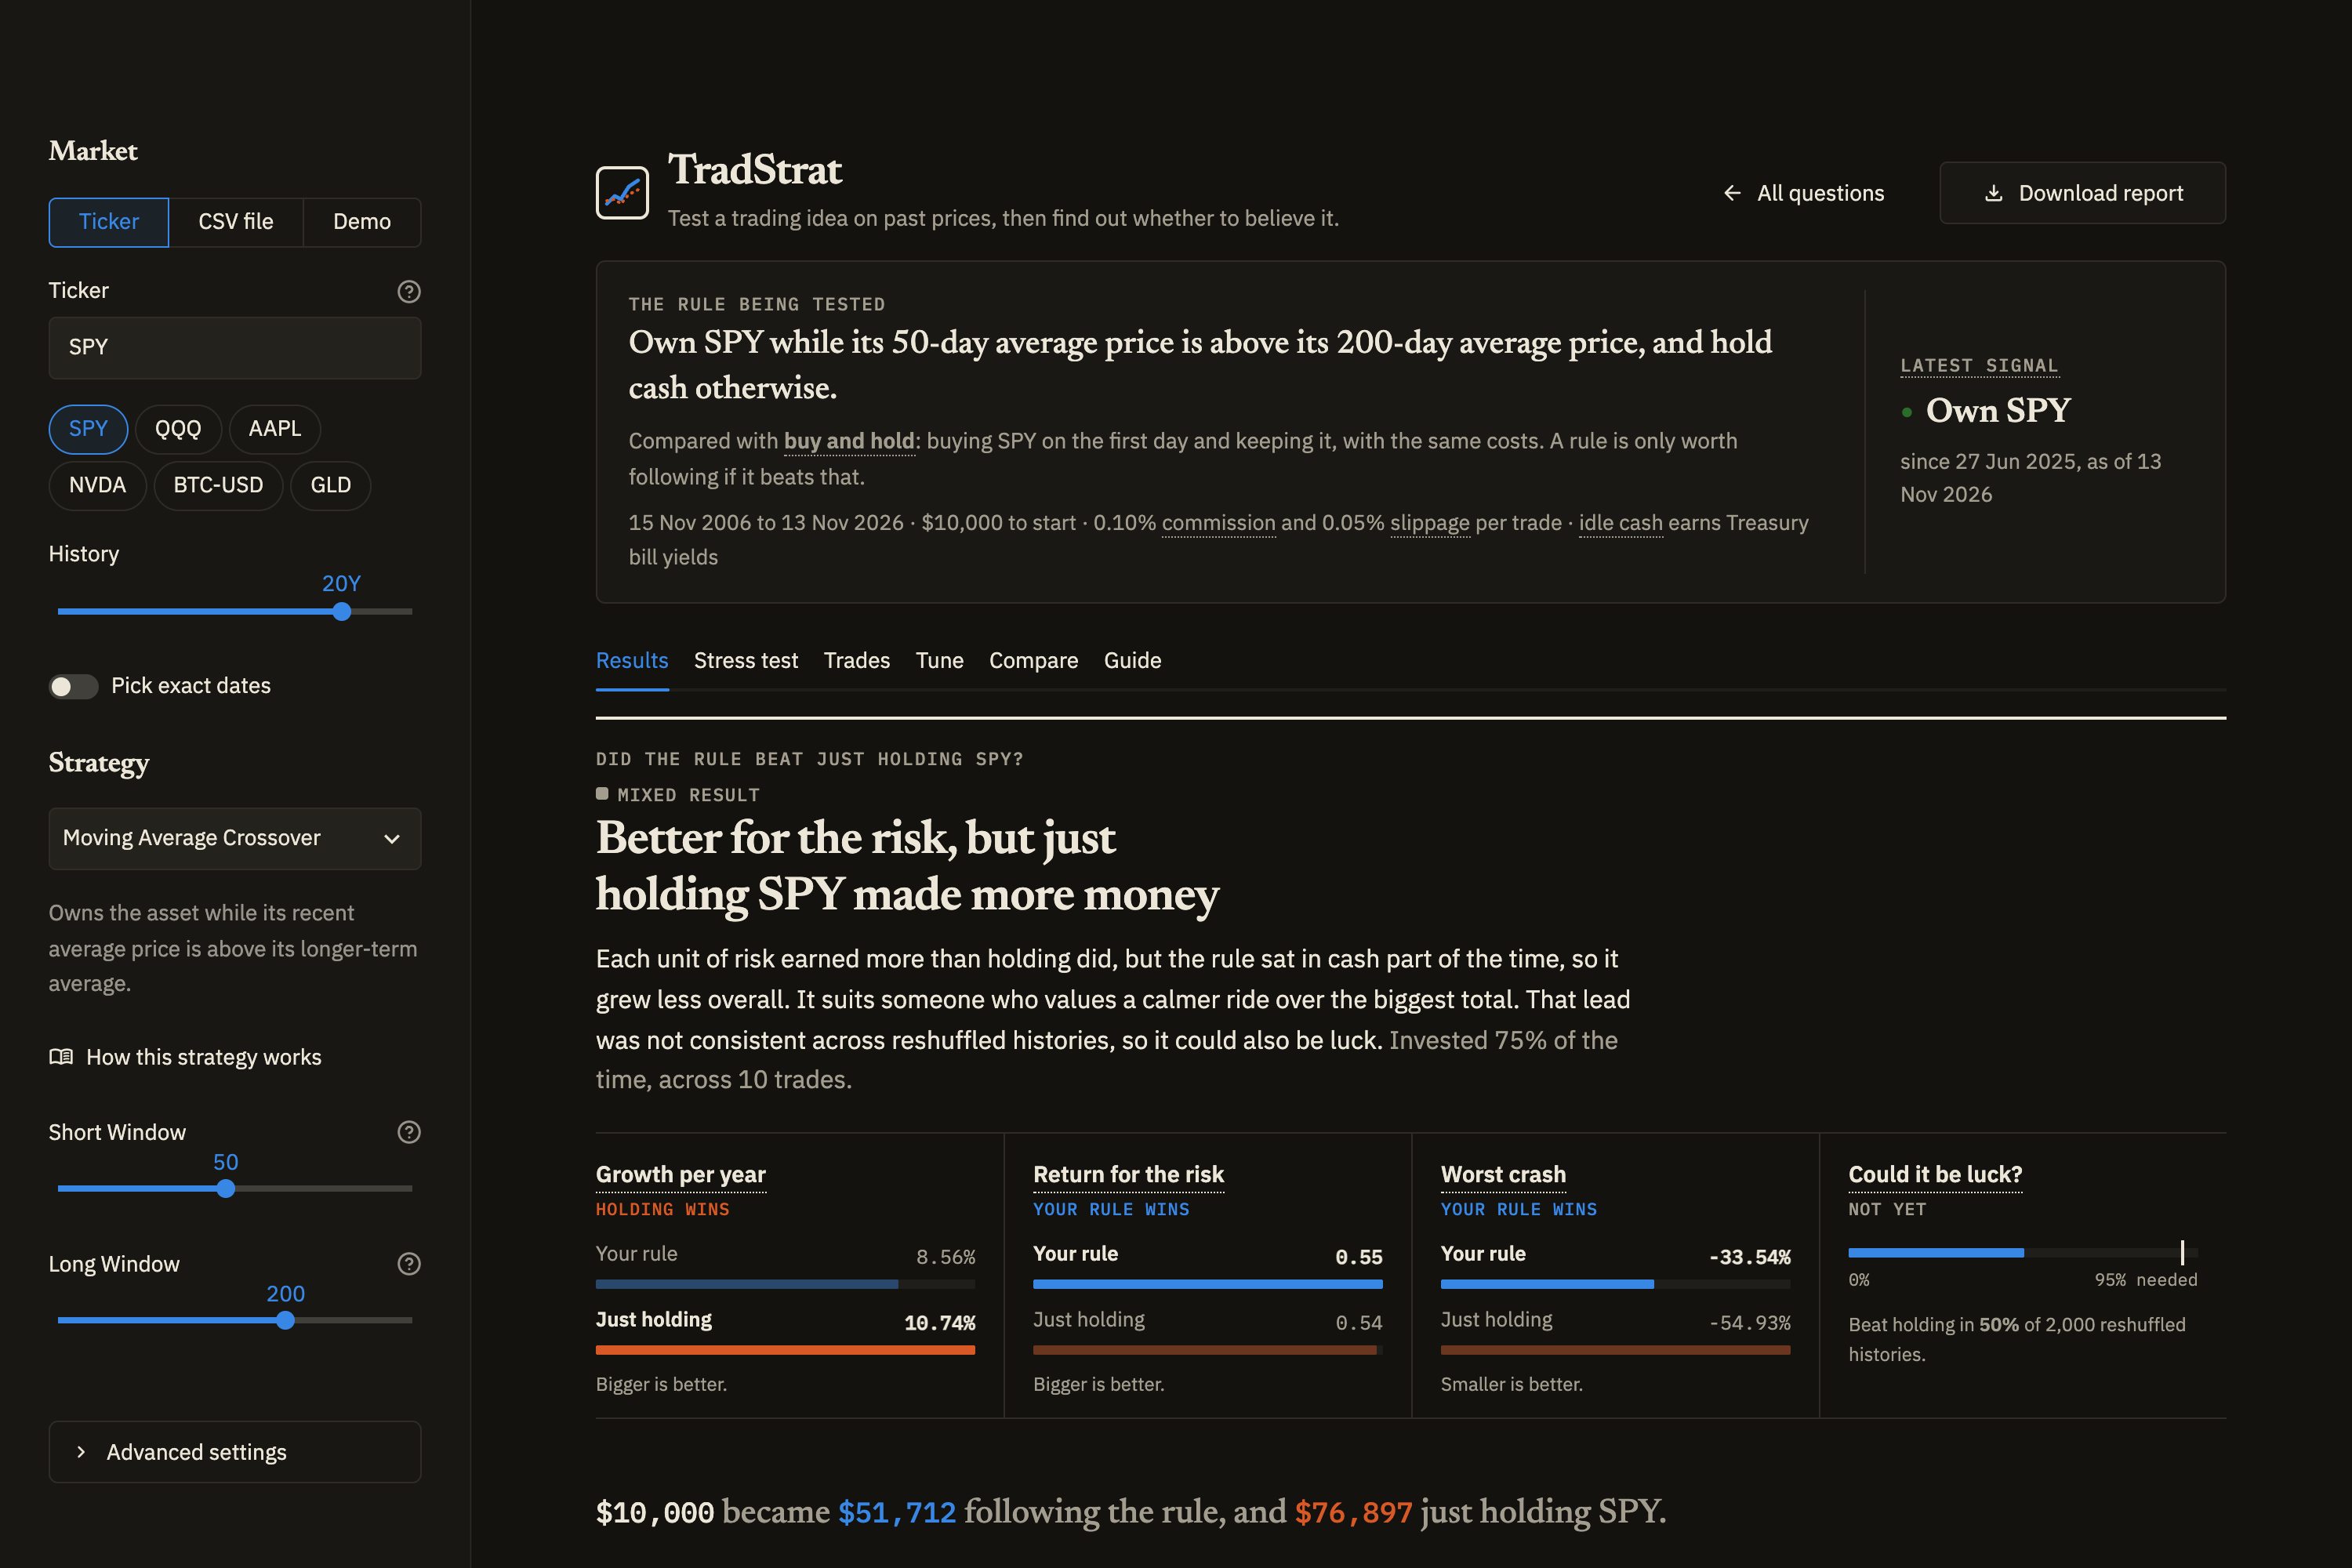 Market
Ticker
CSV file
Demo
Ticker
SPY
SPY
QQQ
AAPL
NVDA
BTC-USD
GLD
History
20Y
Pick exact dates
Strategy
Moving Average Crossover
Owns the asset while its recent
average price is above its longer-term
average.
How this strategy works
Short Window
50
Long Window
200
Advanced settings
TradStrat
Test a trading idea on past prices, then find out whether to believe it.
All questions
Download report
THE RULE BEING TESTED
Own SPY while its 50-day average price is above its 200-day average price, and hold
cash otherwise.
Compared with buy and hold: buying SPY on the first day and keeping it, with the same costs. A rule is only worth
following if it beats that.
15 Nov 2006 to 13 Nov 2026 · $10,000 to start · 0.10% commission and 0.05% slippage per trade · idle cash earns Treasury
bill yields
LATEST SIGNAL
Own SPY
since 27 Jun 2025, as of 13
Nov 2026
Results
Stress test
Trades
Tune
Compare
Guide
DID THE RULE BEAT JUST HOLDING SPY?
MIXED RESULT
Better for the risk, but just
holding SPY made more money
Each unit of risk earned more than holding did, but the rule sat in cash part of the time, so it
grew less overall. It suits someone who values a calmer ride over the biggest total. That lead
was not consistent across reshuffled histories, so it could also be luck. Invested 75% of the
time, across 10 trades.
Growth per year
HOLDING WINS
Your rule 8.56%
Just holding 10.74%
Bigger is better.
Return for the risk
YOUR RULE WINS
Your rule 0.55
Just holding 0.54
Bigger is better.
Worst crash
YOUR RULE WINS
Your rule -33.54%
Just holding -54.93%
Smaller is better.
Could it be luck?
NOT YET
0% 95% needed
Beat holding in 50% of 2,000 reshuffled
histories.
$10,000 became $51,712 following the rule, and $76,897 just holding SPY.